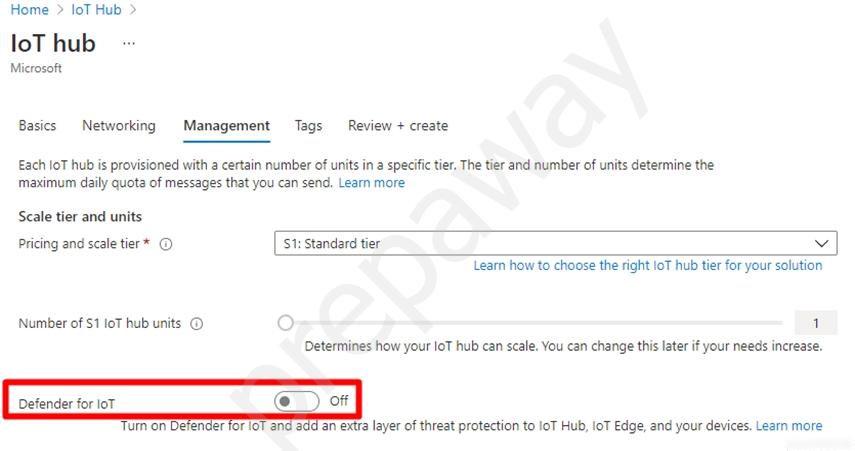 Home > IoT Hub >
IoT hub ...
Microsoft
Basics Networking Management Tags Review + create
Each IoT hub is provisioned with a certain number of units in a specific tier. The tier and number of units determine the
maximum daily quota of messages that you can send. Learn more
Scale tier and units
Pricing and scale tier *
S1: Standard tier
Learn how to choose the right IoT hub tier for your solution
Number of S1 IoT hub units
1
Determines how your IoT hub can scale. You can change this later if your needs increase.
Defender for IoT
Off
Turn on Defender for IoT and add an extra layer of threat protection to IoT Hub, IoT Edge, and your devices. Learn more
prepaway